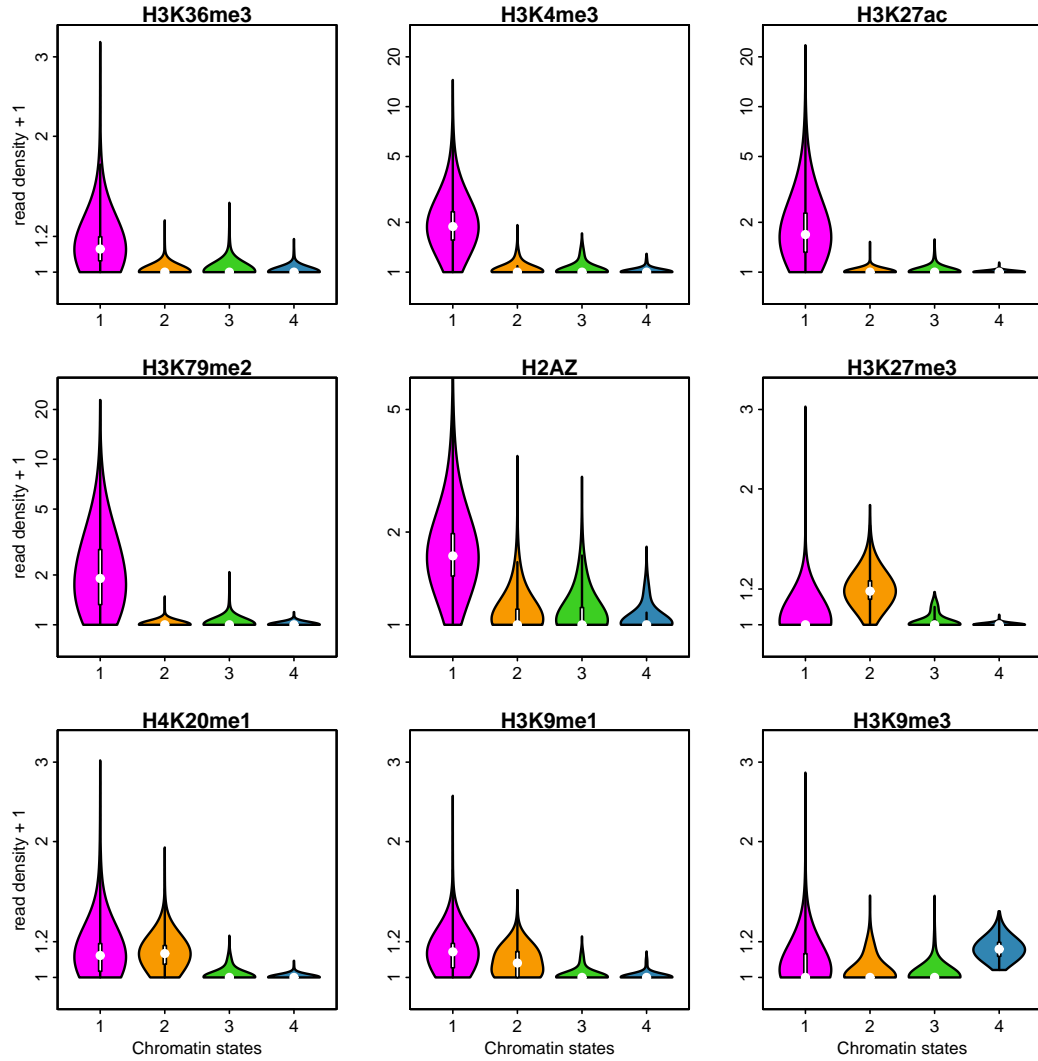 H3K36me3 H3K4me3 H3K27ac
read density + 1
3
2
1.2
1
20
10
5
2
1
20
10
5
2
1
1 2 3 4
1 2 3 4
1 2 3 4
H3K79me2 H2AZ H3K27me3
read density + 1
20
10
5
2
1
5
2
1
3
2
1.2
1
1 2 3 4
1 2 3 4
1 2 3 4
H4K20me1 H3K9me1 H3K9me3
read density + 1
3
2
1.2
1
3
2
1.2
1
3
2
1.2
1
1 2 3 4
1 2 3 4
1 2 3 4
Chromatin states Chromatin states Chromatin states